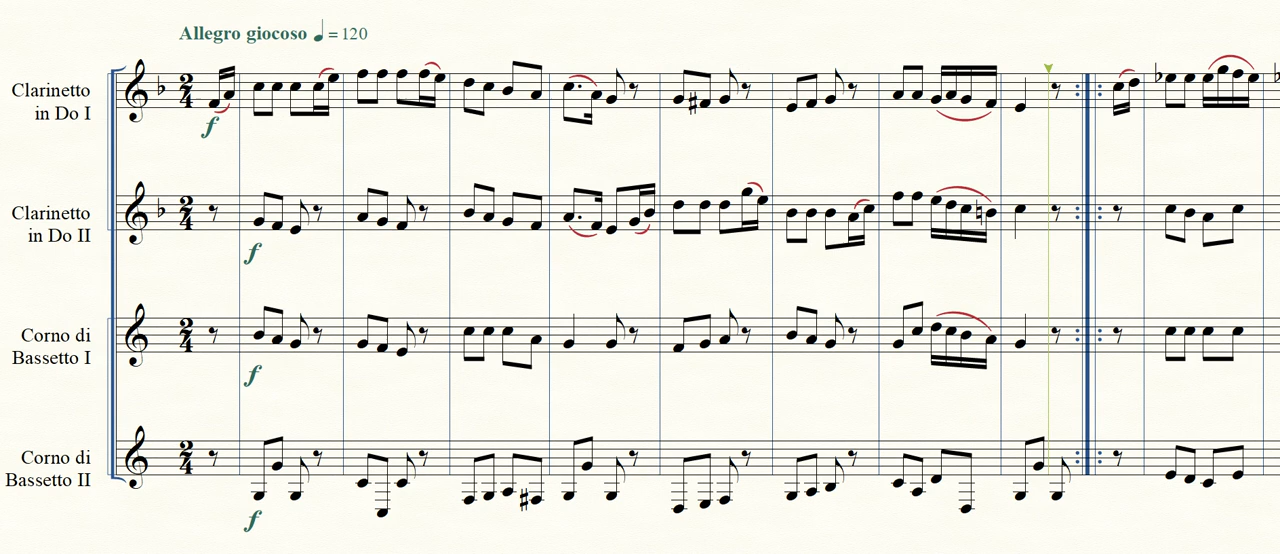 Allegro giocoso ♩ = 120
Clarinetto
in Do I
f
Clarinetto
in Do II
f
Corno di
Bassetto I
f
Corno di
Bassetto II
f